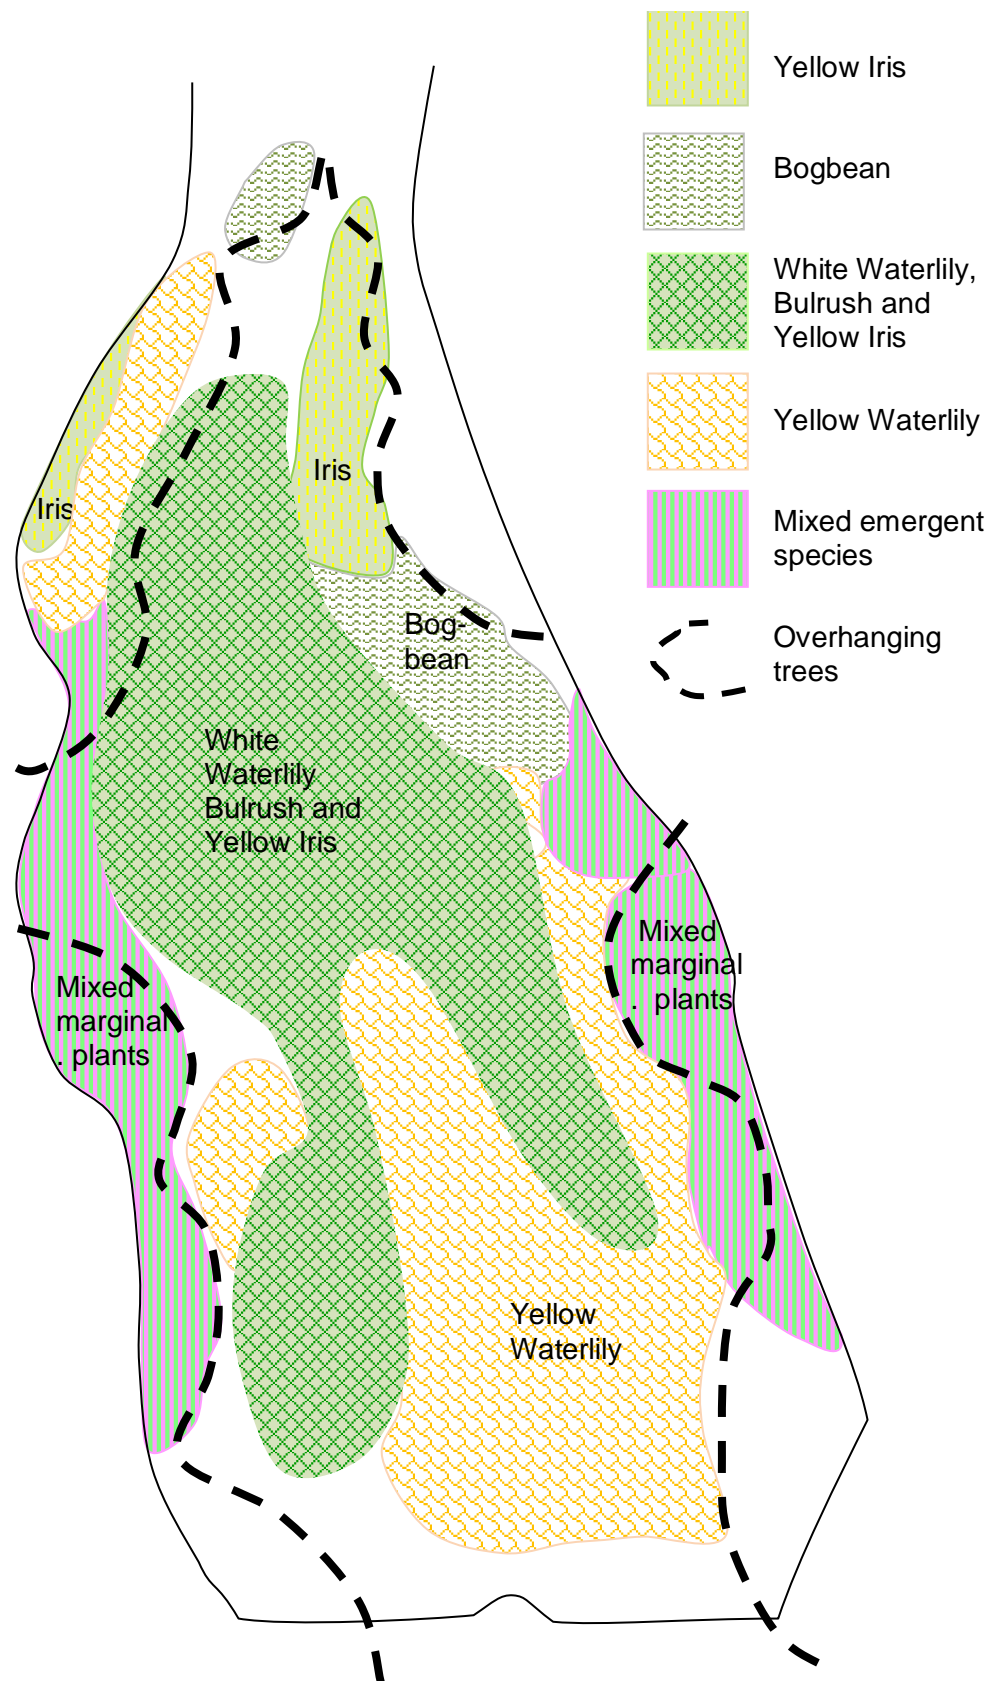 Yellow Iris
Bogbean
White Waterlily,
Bulrush and
Yellow Iris
Yellow Waterlily
Mixed emergent
species
Overhanging
trees
Iris
Iris
Bog-
bean
White
Waterlily
Bulrush and
Yellow Iris
Mixed
marginal
. plants
Mixed
marginal
. plants
Yellow
Waterlily